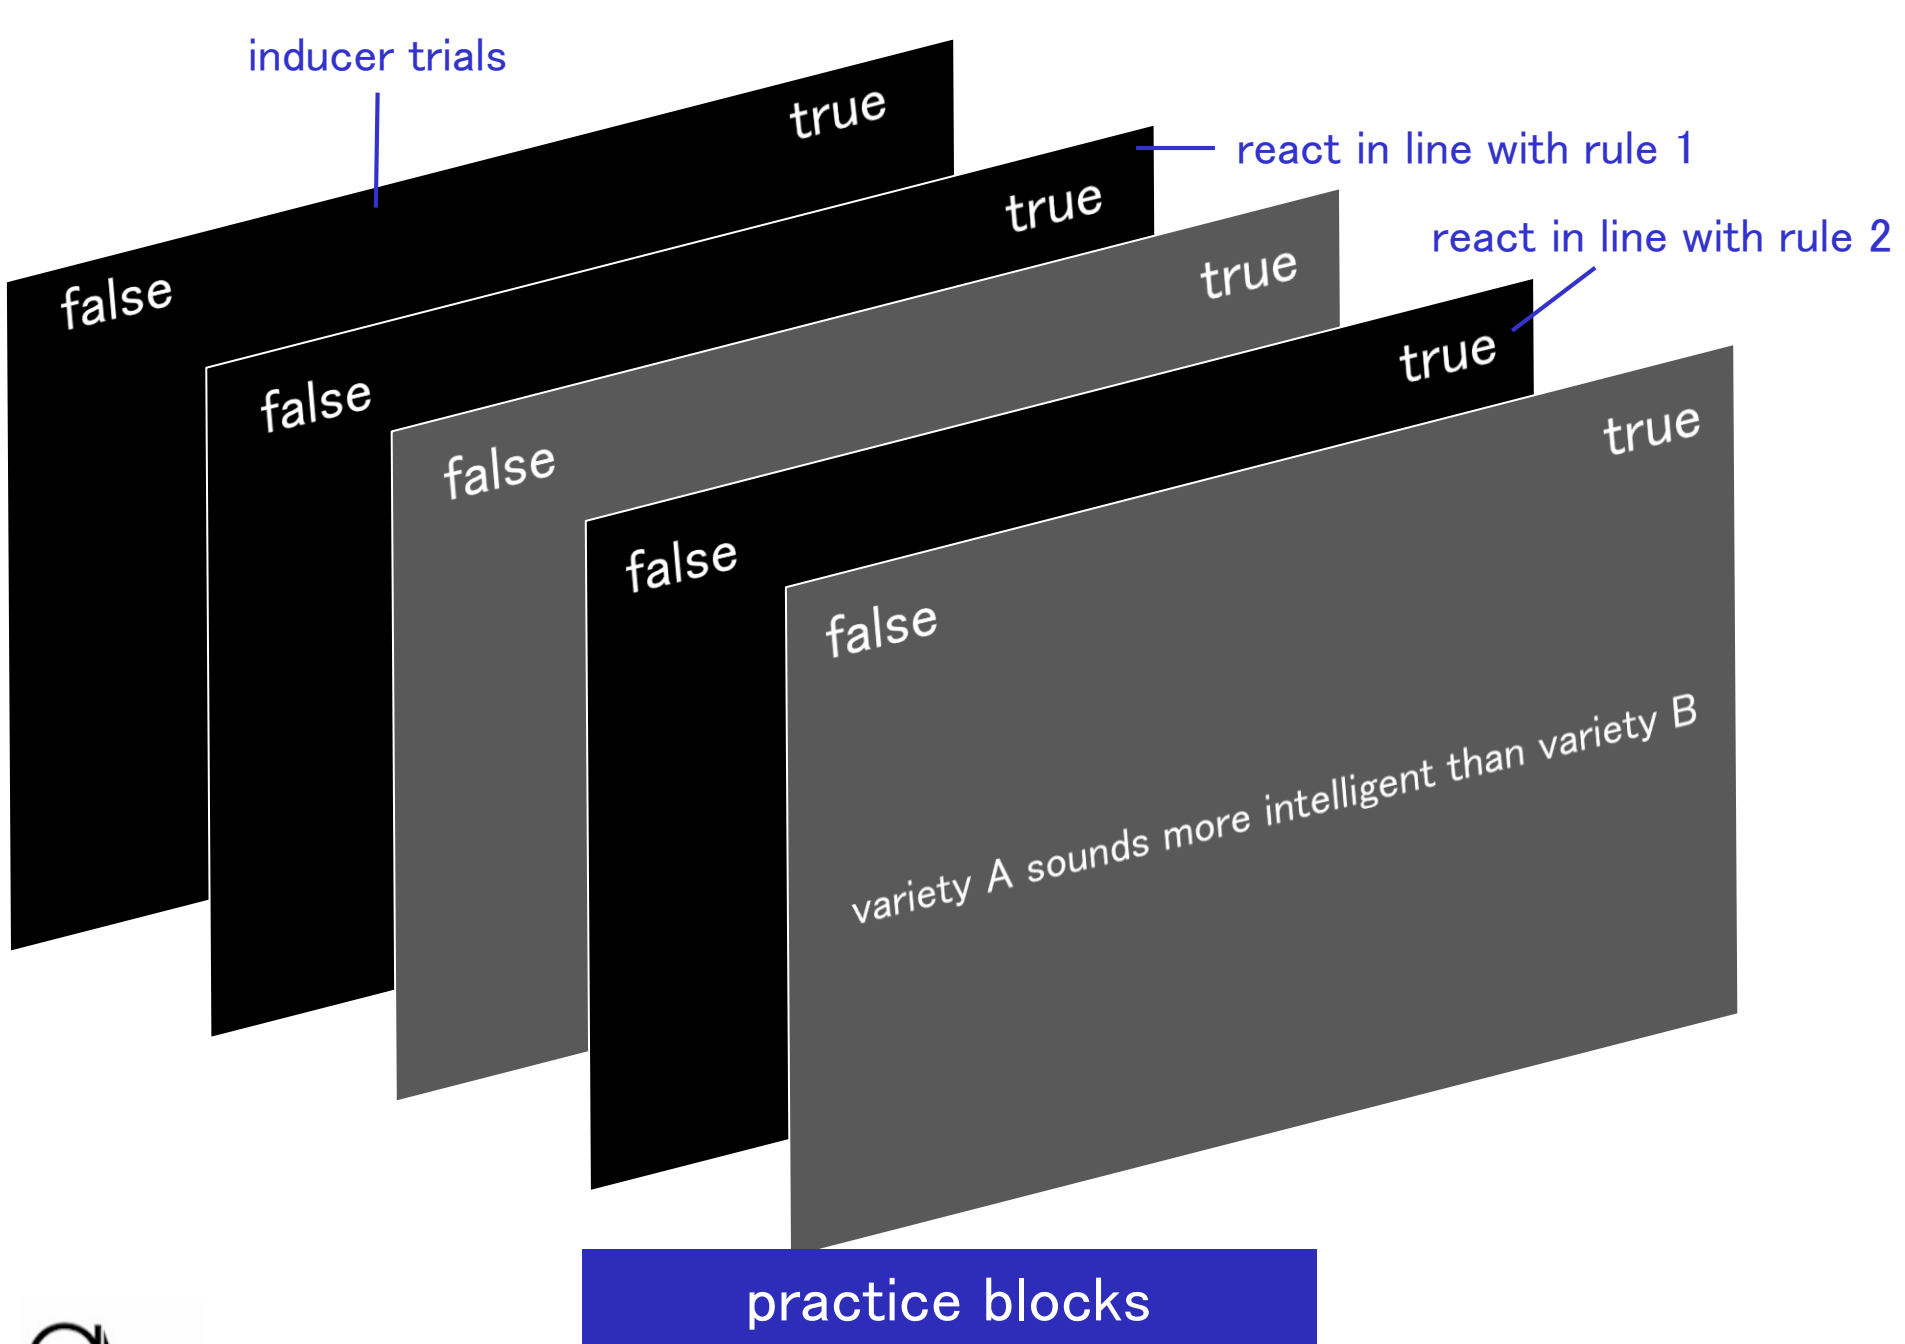 inducer trials
true
react in line with rule 1
true
react in line with rule 2
true
false
true
false
true
false
false
false
variety A sounds more intelligent than variety B
practice blocks